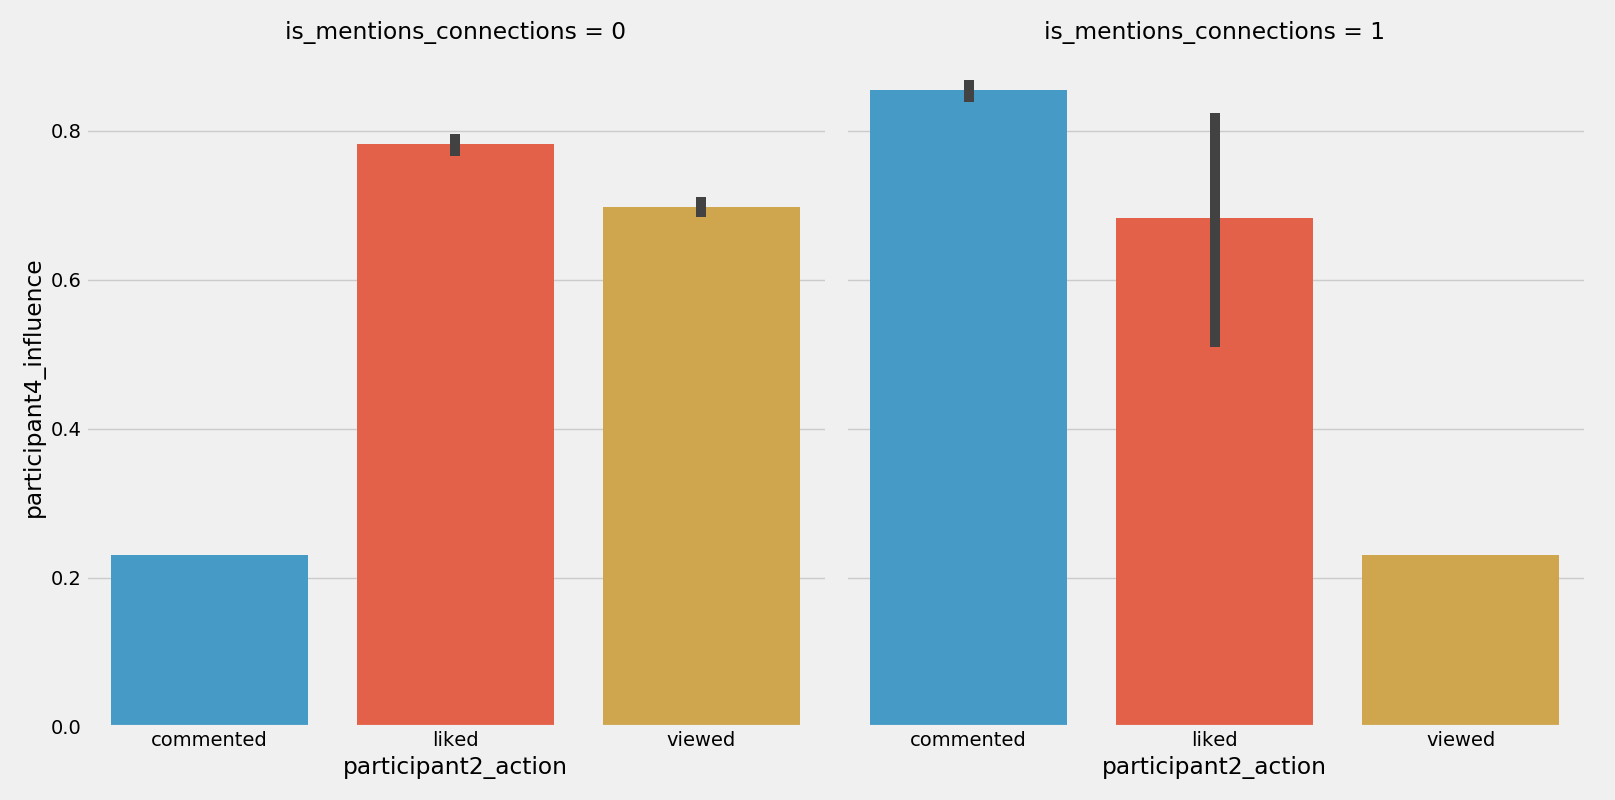 is_mentions_connections = 0
is_mentions_connections = 1
participant4_influence
0.8
0.6
0.4
0.2
0.0
commented liked viewed
commented liked viewed
participant2_action
participant2_action